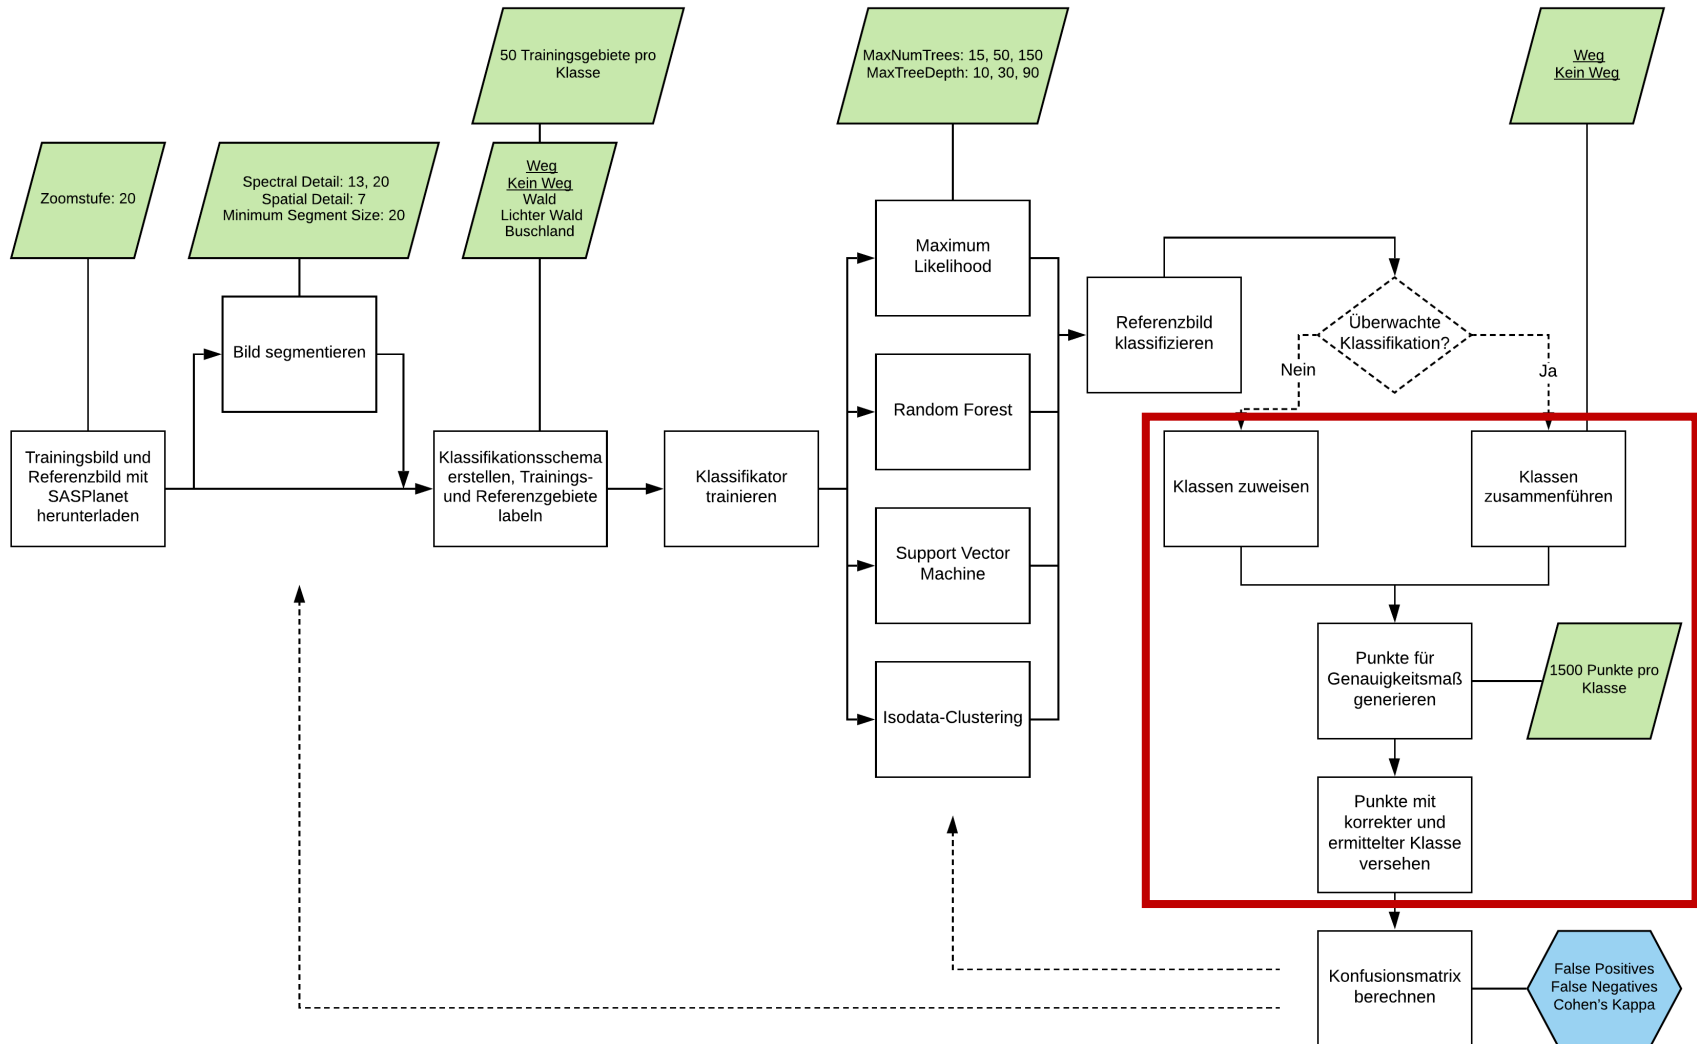 50 Trainingsgebiete pro
Klasse
MaxNumTrees: 15, 50, 150
MaxTreeDepth: 10, 30, 90
Weg
Kein Weg
Zoomstufe: 20
Spectral Detail: 13, 20
Spatial Detail: 7
Minimum Segment Size: 20
Weg
Kein Weg
Wald
Lichter Wald
Buschland
Bild segmentieren
Trainingsbild und
Referenzbild mit
SASPlanet
herunterladen
Klassifikationsschema
erstellen, Trainings-
und Referenzgebiete
labeln
Klassifikator
trainieren
Maximum
Likelihood
Random Forest
Support Vector
Machine
Isodata-Clustering
Referenzbild
klassifizieren
Überwachte
Klassifikation?
Nein
Ja
Klassen zuweisen
Klassen
zusammenführen
Punkte für
Genauigkeitsmaß
generieren
1500 Punkte pro
Klasse
Punkte mit
korrekter und
ermittelter Klasse
versehen
Konfusionsmatrix
berechnen
False Positives
False Negatives
Cohen's Kappa